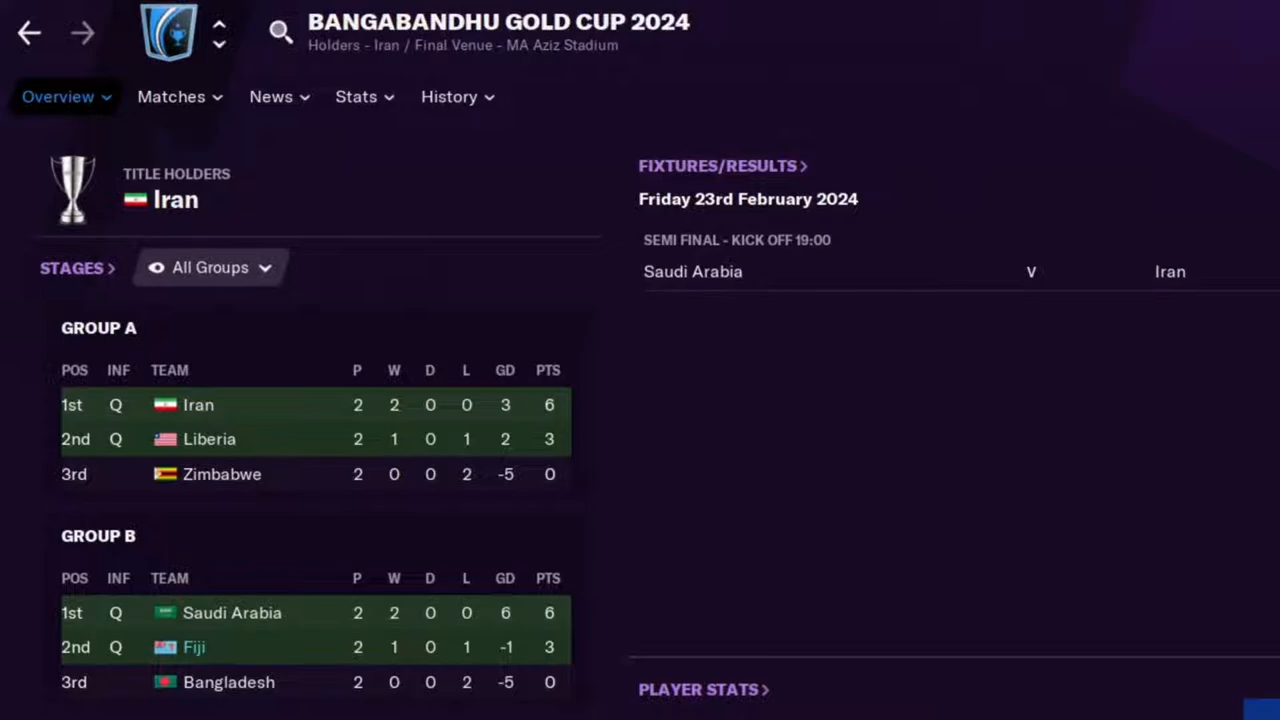 BANGABANDHU GOLD CUP 2024
Holders - Iran / Final Venue - MA Aziz Stadium
Overview Matches News Stats History
TITLE HOLDERS
Iran
STAGES All Groups
GROUP A
POS INF TEAM P W D L GD PTS
1st Q Iran 2 2 0 0 3 6
2nd Q Liberia 2 1 0 1 2 3
3rd Zimbabwe 2 0 0 2 -5 0
GROUP B
POS INF TEAM P W D L GD PTS
1st Q Saudi Arabia 2 2 0 0 6 6
2nd Q Fiji 2 1 0 1 -1 3
3rd Bangladesh 2 0 0 2 -5 0
FIXTURES/RESULTS
Friday 23rd February 2024
SEMI FINAL - KICK OFF 19:00
Saudi Arabia V Iran
PLAYER STATS